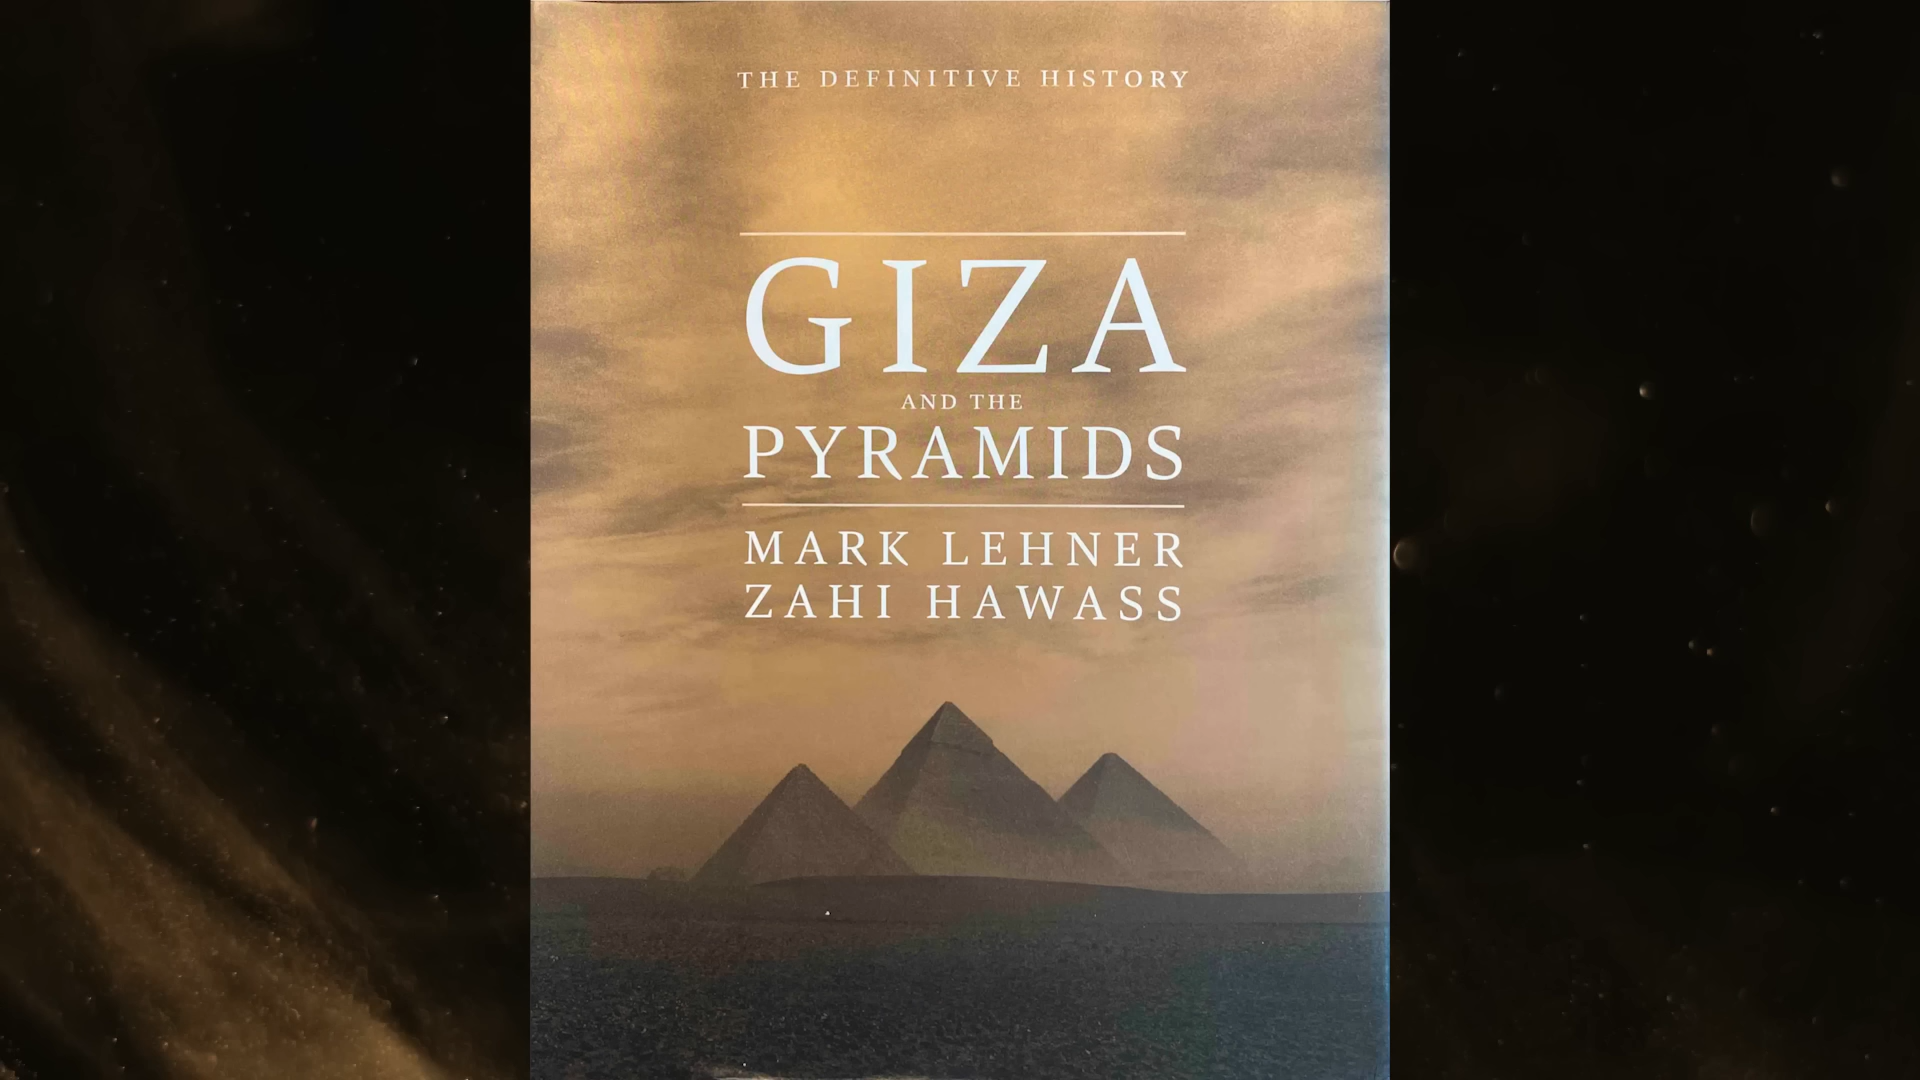 THE DEFINITIVE HISTORY
GIZA
AND THE
PYRAMIDS
MARK LEHNER
ZAHI HAWASS